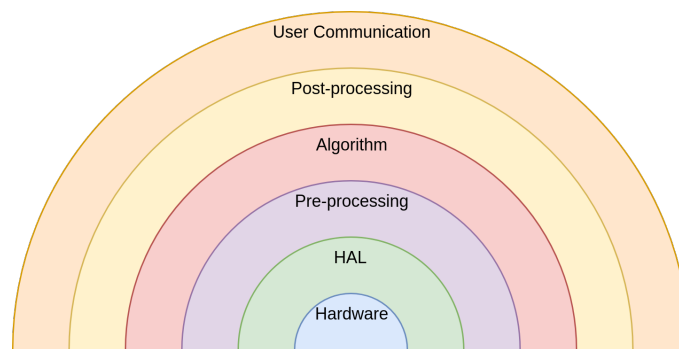 User Communication
Post-processing
Algorithm
Pre-processing
HAL
Hardware